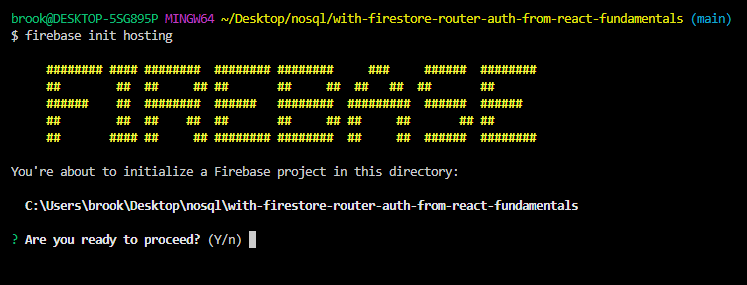 brook@DESKTOP-5SG895P MINGW64 ~/Desktop/nosql/with-firestore-router-auth-from-react-fundamentals (main)
$ firebase init hosting
######## #### ########  ######## ########     ###     ######  ########
##        ##  ##     ## ##       ##     ##  ##   ##  ##       ##
######    ##  ########  ######   ########  #########  ######  ######
##        ##  ##    ##  ##       ##     ## ##     ##       ## ##
##       #### ##     ## ######## ########  ##     ##  ######  ########
You're about to initialize a Firebase project in this directory:
C:\Users\brook\Desktop\nosql\with-firestore-router-auth-from-react-fundamentals
? Are you ready to proceed? (Y/n)